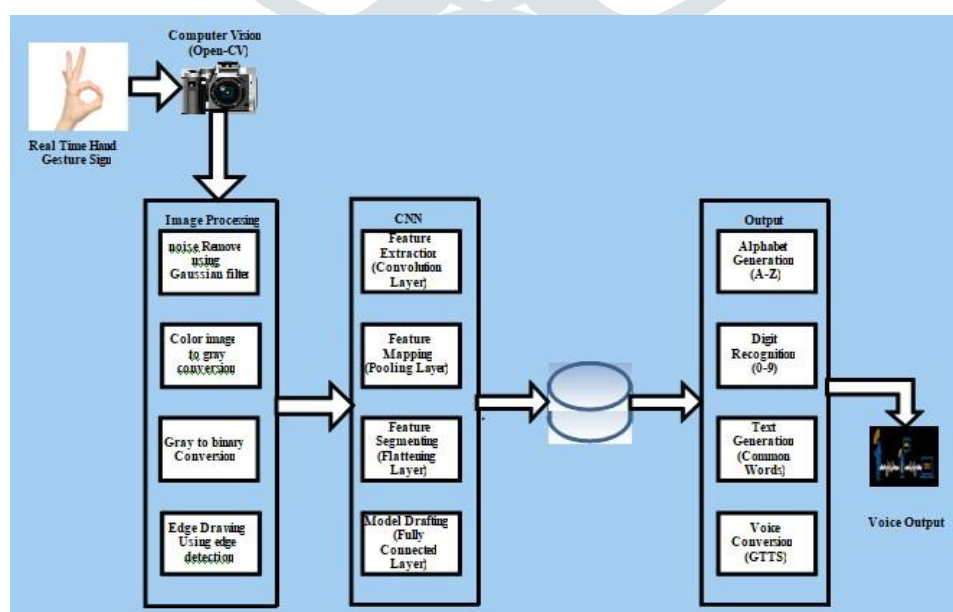 Computer Vision
(Open-CV)
Real Time Hand
Gesture Sign
Image Processing
noise Remove
using
Gaussian filter
Color image
to gray
conversion
Gray to binary
Conversion
Edge Drawing
Using edge
detection
CNN
Feature
Extraction
(Convolution
Layer)
Feature
Mapping
(Pooling Layer)
Feature
Segmenting
(Flattening
Layer)
Model Drafting
(Fully
Connected
Layer)
Output
Alphabet
Generation
(A-Z)
Digit
Recognition
(0-9)
Text
Generation
(Common
Words)
Voice
Conversion
(GTTS)
Voice Output